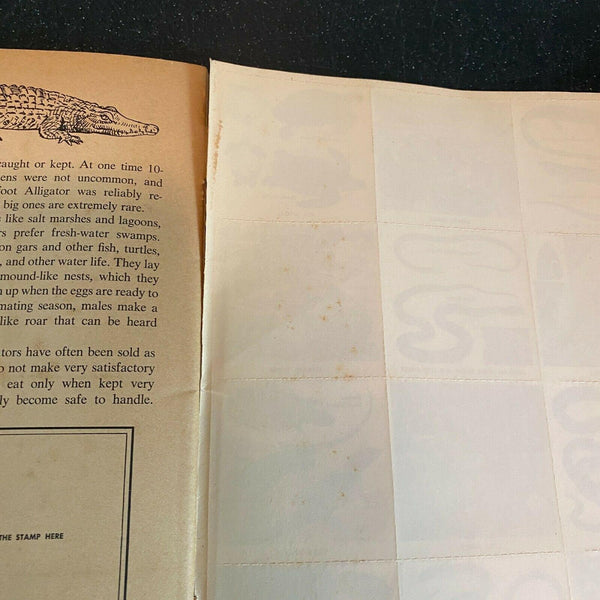 caught or kept. At one time 10-
ens were not uncommon, and
foot Alligator was reliably re-
big ones are extremely rare.
like salt marshes and lagoons,
rs prefer fresh-water swamps.
on gars and other fish, turtles,
, and other water life. They lay
mound-like nests, which they
n up when the eggs are ready to
mating season, males make a
like roar that can be heard
tors have often been sold as
o not make very satisfactory
eat only when kept very
ly become safe to handle.
THE STAMP HERE